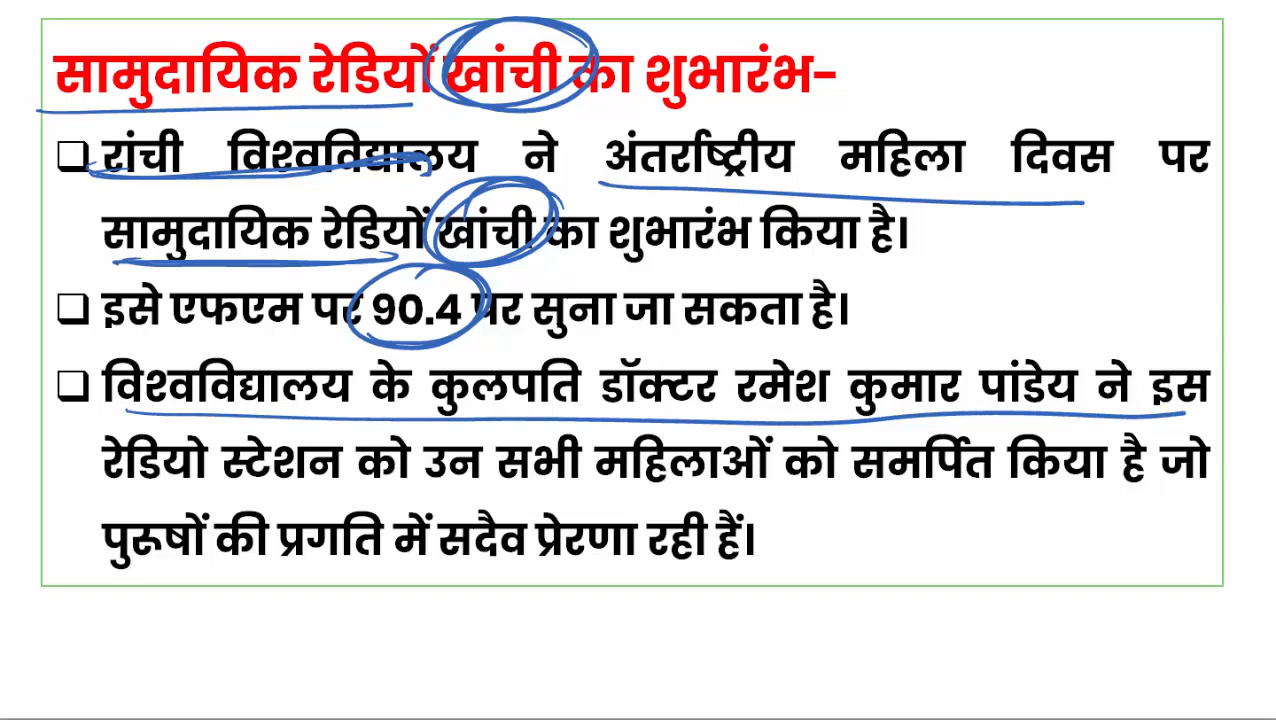 सामुदायिक रेडियों खांची का शुभारंभ-
❑ रांची विश्वविद्यालय ने अंतर्राष्ट्रीय महिला दिवस पर
सामुदायिक रेडियों खांची का शुभारंभ किया है।
❑ इसे एफएम पर 90.4 पर सुना जा सकता है।
❑ विश्वविद्यालय के कुलपति डॉक्टर रमेश कुमार पांडेय ने इस
रेडियो स्टेशन को उन सभी महिलाओं को समर्पित किया है जो
पुरूषों की प्रगति में सदैव प्रेरणा रही हैं।